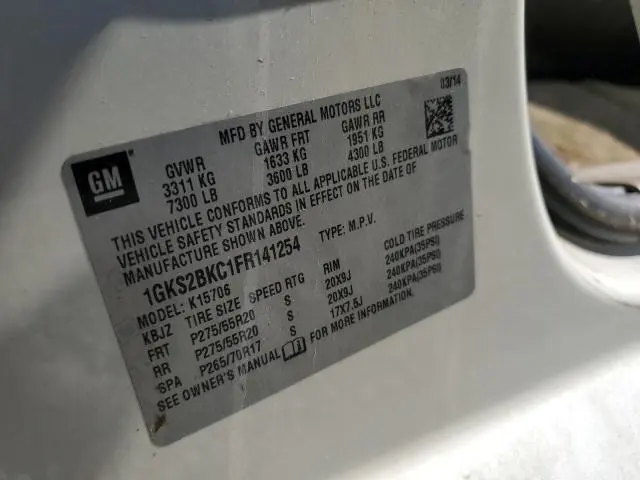 03/14
MFD BY GENERAL MOTORS LLC
GM
GVWR GAWR FRT GAWR RR
3311 KG 1633 KG 1951 KG
7300 LB 3600 LB 4300 LB
THIS VEHICLE CONFORMS TO ALL APPLICABLE U.S. FEDERAL MOTOR
VEHICLE SAFETY STANDARDS IN EFFECT ON THE DATE OF
MANUFACTURE SHOWN ABOVE.
1GKS2BKC1FR141254 TYPE: M.P.V.
MODEL: K15706
KBJZ TIRE SIZE SPEED RTG RIM COLD TIRE PRESSURE
FRT P275/55R20 S 20X9J 240KPA(35PSI)
RR P275/55R20 S 20X9J 240KPA(35PSI)
SPA P265/70R17 S 17X7.5J 240KPA(35PSI)
SEE OWNER'S MANUAL FOR MORE INFORMATION.